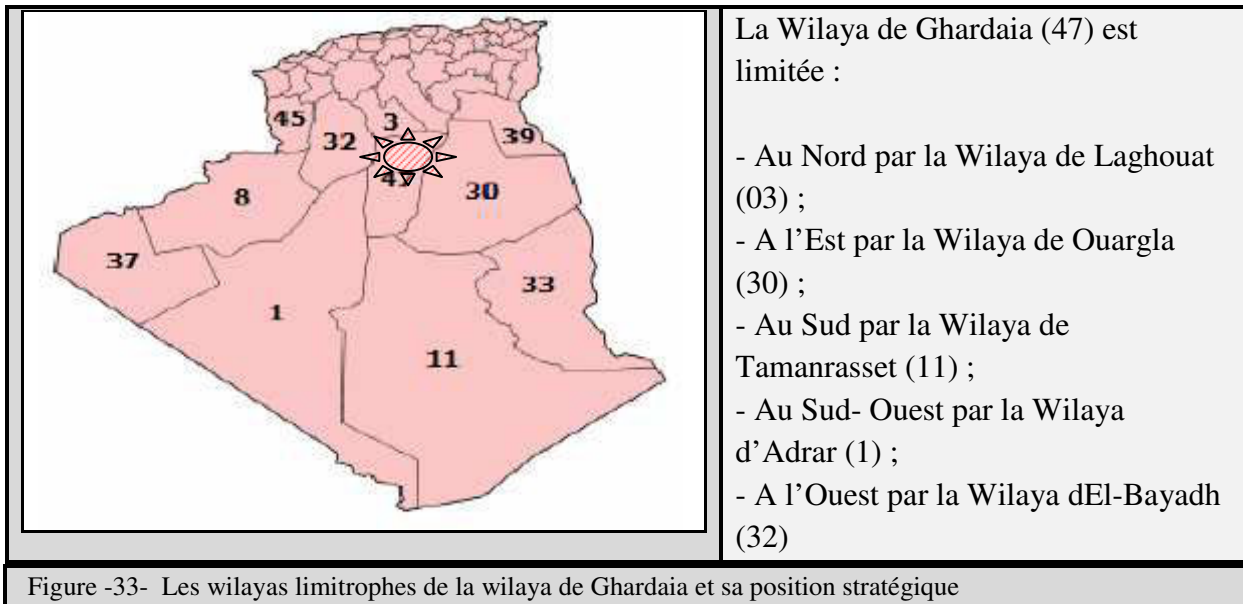 La Wilaya de Ghardaia (47) est
limitée :
- Au Nord par la Wilaya de Laghouat
(03) ;
- A l’Est par la Wilaya de Ouargla
(30) ;
- Au Sud par la Wilaya de
Tamanrasset (11) ;
- Au Sud- Ouest par la Wilaya
d’Adrar (1) ;
- A l’Ouest par la Wilaya dEl-Bayadh
(32)
45
32
3
39
8
30
37
33
1
11
Figure -33- Les wilayas limitrophes de la wilaya de Ghardaia et sa position stratégique